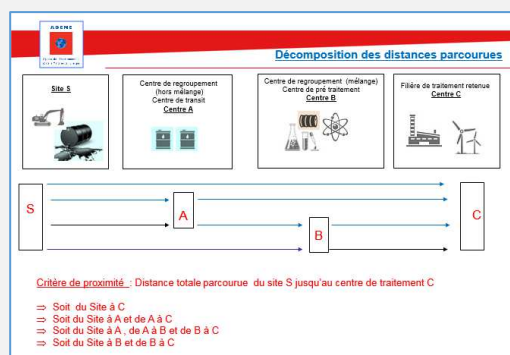 ADEME
Décomposition des distances parcourues
Site S
Centre de regroupement
(hors mélange)
Centre de transit
Centre A
Centre de regroupement (mélange)
Centre de pré traitement
Centre B
Filière de traitement retenue
Centre C
S
A
B
C
Critère de proximité : Distance totale parcourue du site S jusqu'au centre de traitement C
⇒ Soit du Site à C
⇒ Soit du Site à A et de A à C
⇒ Soit du Site à A , de A à B et de B à C
⇒ Soit du Site à B et de B à C